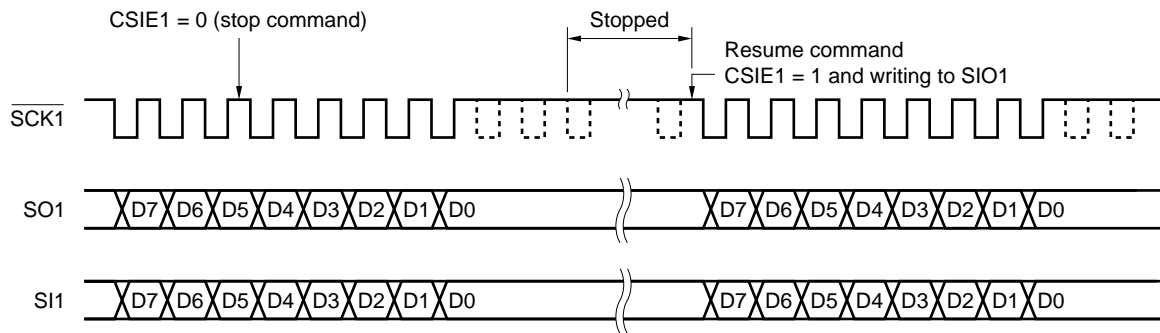 CSIE1 = 0 (stop command)
Stopped
Resume command
CSIE1 = 1 and writing to SIO1
SCK1
SO1 D7 D6 D5 D4 D3 D2 D1 D0 D7 D6 D5 D4 D3 D2 D1 D0
SI1 D7 D6 D5 D4 D3 D2 D1 D0 D7 D6 D5 D4 D3 D2 D1 D0